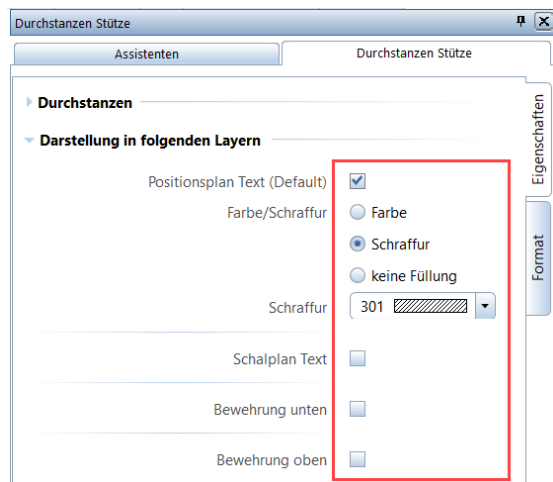 Durchstanzen Stütze
Assistenten
Durchstanzen Stütze
Durchstanzen
Darstellung in folgenden Layern
Positionsplan Text (Default)
Farbe/Schraffur
Farbe
Schraffur
keine Füllung
Schraffur
301
Schalplan Text
Bewehrung unten
Bewehrung oben
Eigenschaften
Format